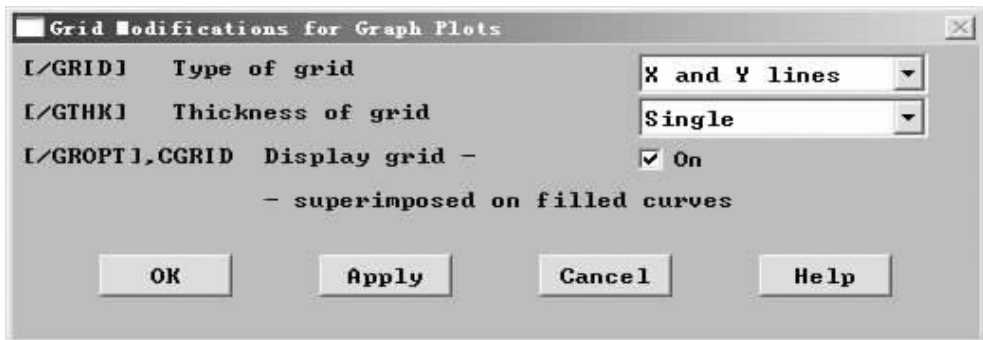 Grid Modifications for Graph Plots
[/GRID] Type of grid X and Y lines
[/GTHK] Thickness of grid Single
[/GROPT],CGRID Display grid - On
- superimposed on filled curves
OK Apply Cancel Help